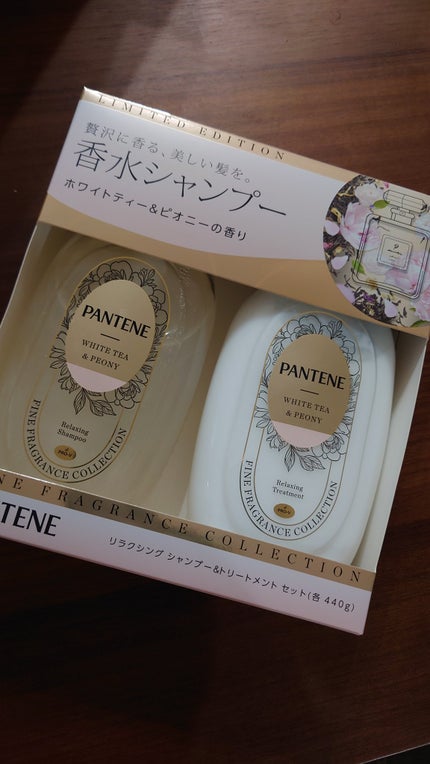 LIMITED EDITION
贅沢に香る、美しい髪を。
香水シャンプー
ホワイトティー&ピオニーの香り
PANTENE
WHITE TEA
& PEONY
Relaxing
Shampoo
PRO-V
FINE FRAGRANCE COLLECTION
PANTENE
WHITE TEA
& PEONY
Relaxing
Treatment
PRO-V
FINE FRAGRANCE COLLECTION
NE FRAGRANCE COLLECTION
TENE
リラクシング シャンプー&トリートメント セット(各 440g)